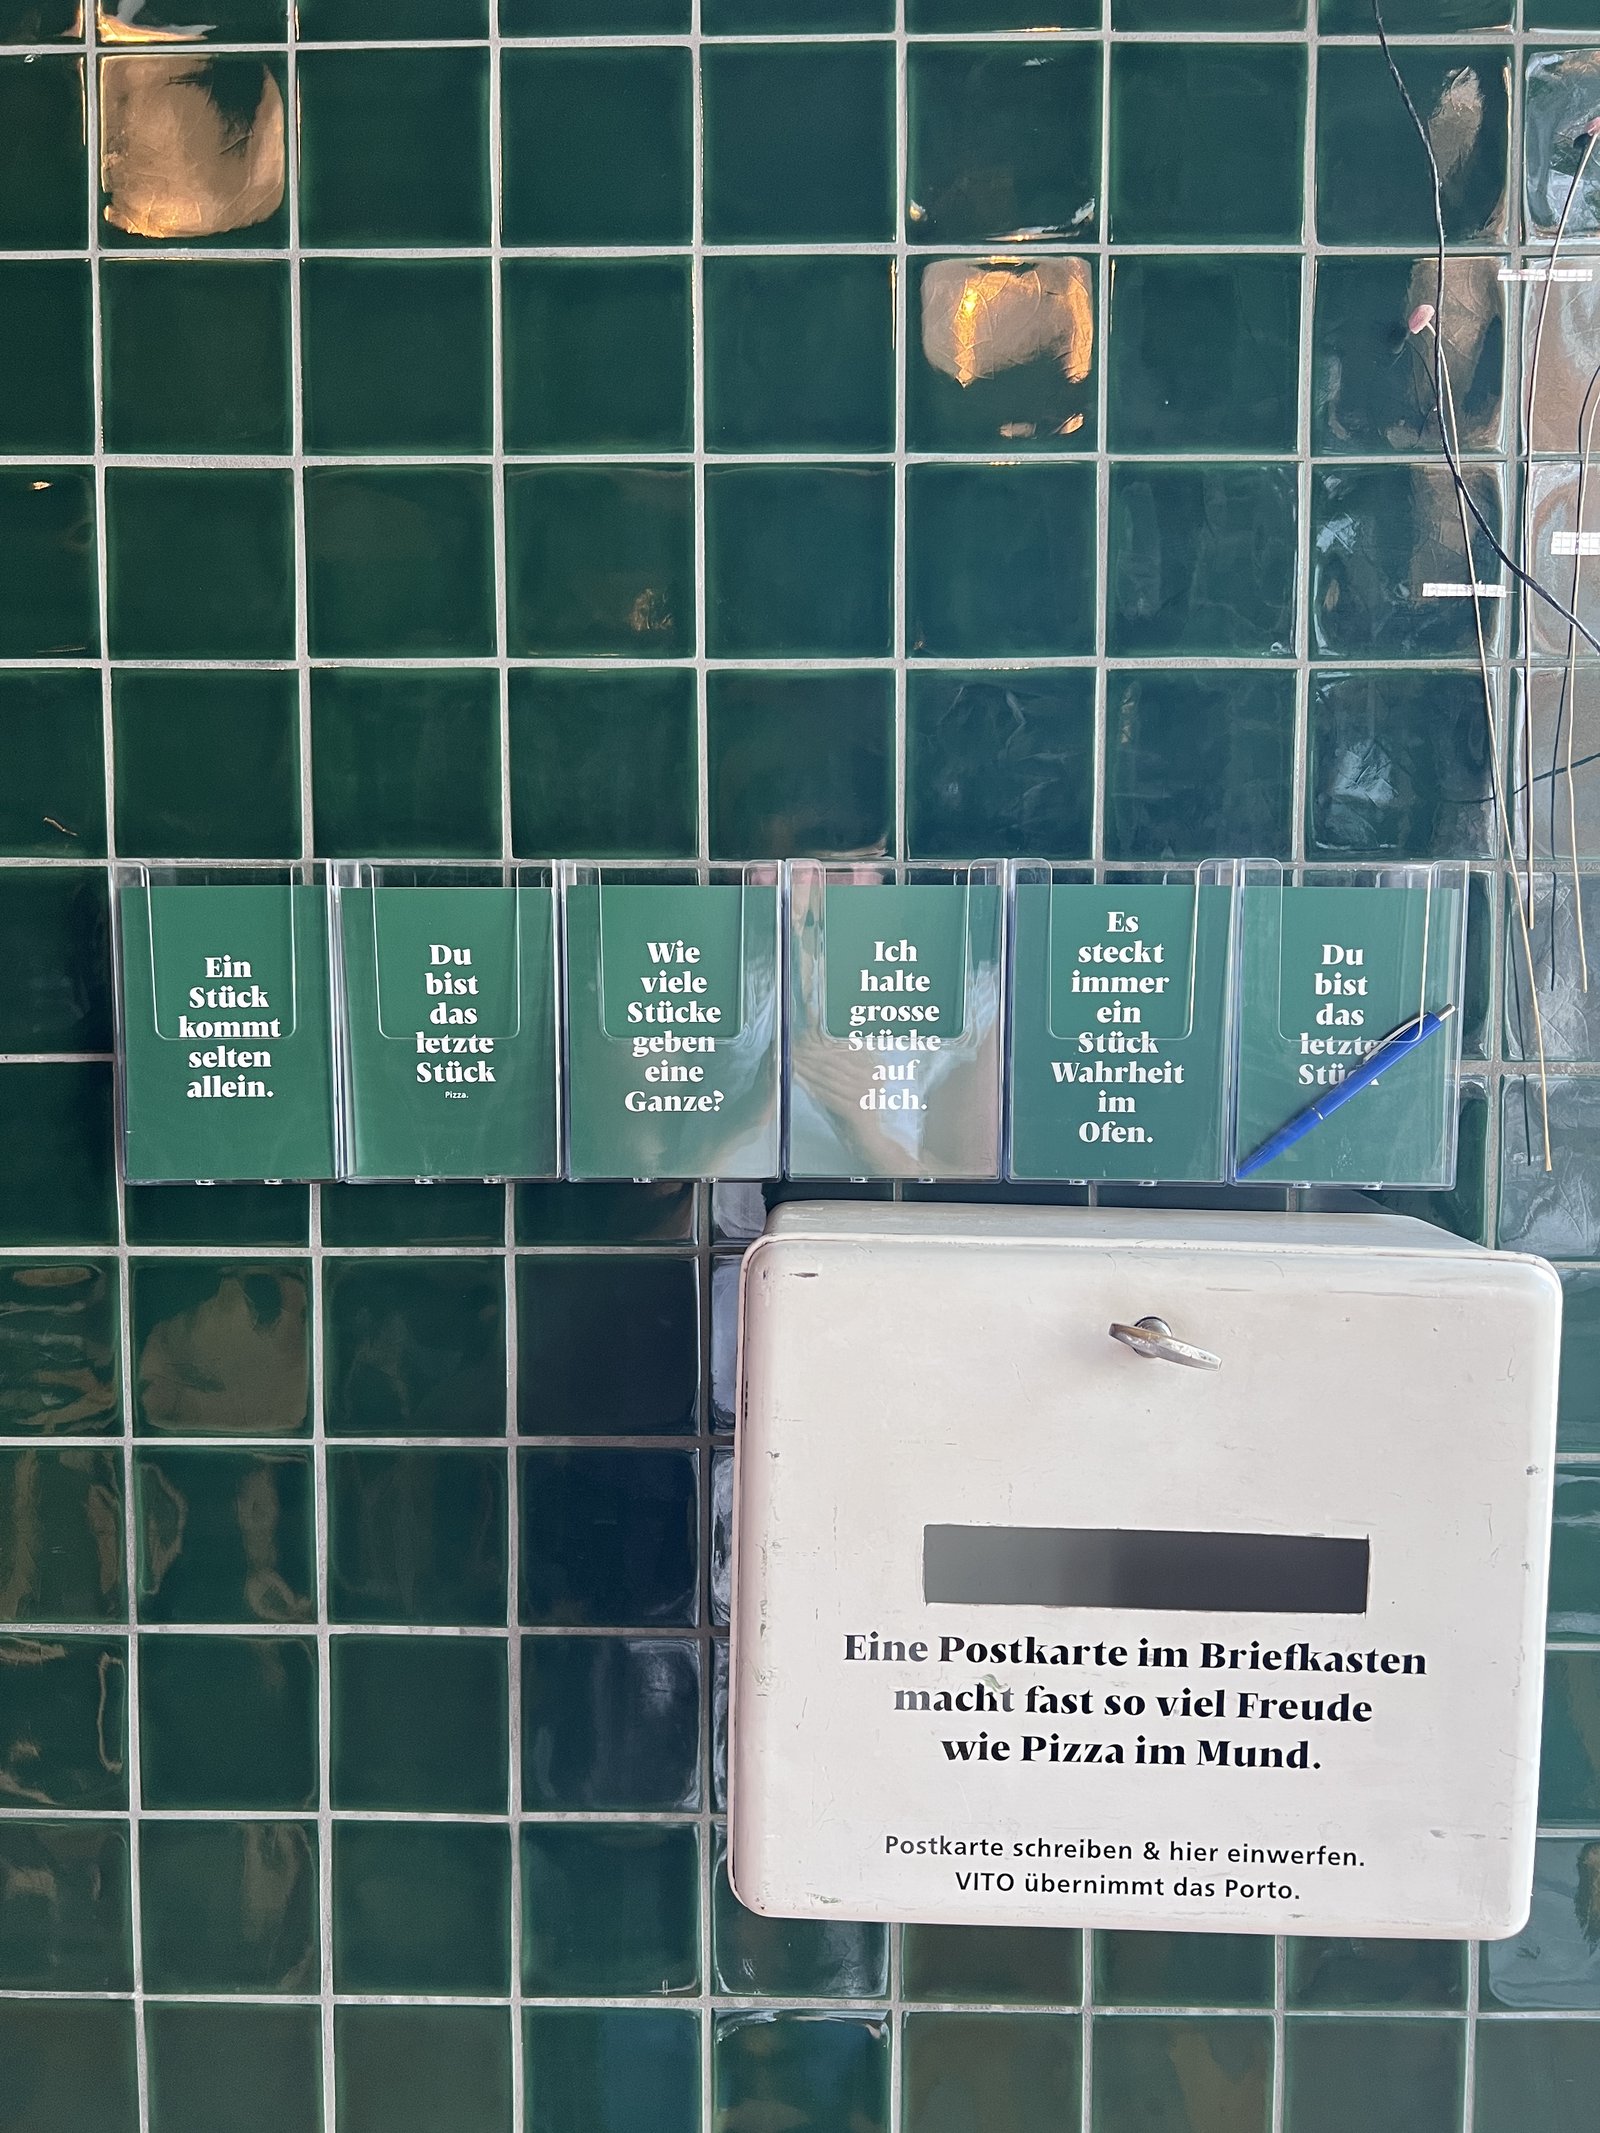 Ein
Stück
kommt
selten
allein.
Du
bist
das
letzte
Stück
Pizza.
Wie
viele
Stücke
geben
eine
Ganze?
Ich
halte
grosse
Stücke
auf
dich.
Es
steckt
immer
ein
Stück
Wahrheit
im
Ofen.
Du
bist
das
letzte
Stück
Eine Postkarte im Briefkasten
macht fast so viel Freude
wie Pizza im Mund.
Postkarte schreiben & hier einwerfen.
VITO übernimmt das Porto.